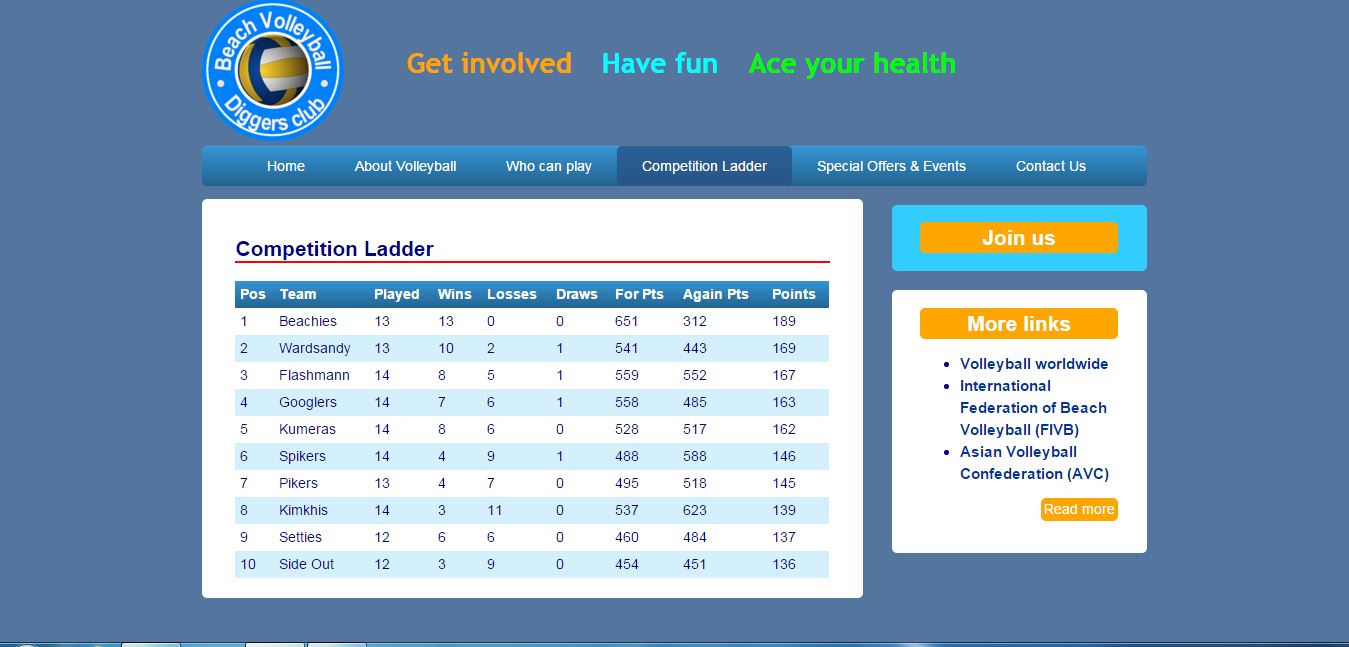 Beach Volleyball
Diggers club
Get involved Have fun Ace your health
Home About Volleyball Who can play Competition Ladder Special Offers & Events Contact Us
Competition Ladder
Pos Team Played Wins Losses Draws For Pts Again Pts Points
1 Beachies 13 13 0 0 651 312 189
2 Wardsandy 13 10 2 1 541 443 169
3 Flashmann 14 8 5 1 559 552 167
4 Googlers 14 7 6 1 558 485 163
5 Kumeras 14 8 6 0 528 517 162
6 Spikers 14 4 9 1 488 588 146
7 Pikers 13 4 7 0 495 518 145
8 Kimkhis 14 3 11 0 537 623 139
9 Setties 12 6 6 0 460 484 137
10 Side Out 12 3 9 0 454 451 136
Join us
More links
Volleyball worldwide
International
Federation of Beach
Volleyball (FIVB)
Asian Volleyball
Confederation (AVC)
Read more